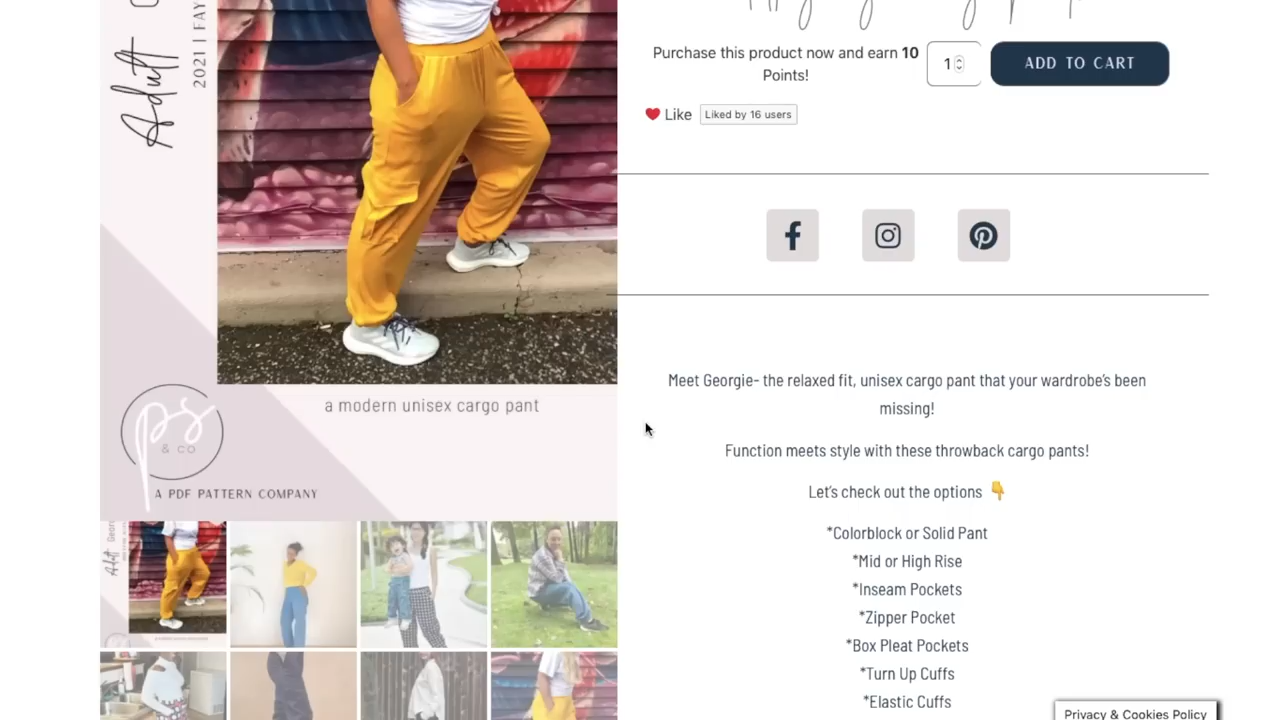 Adult
2021 | FAY
a modern unisex cargo pant
ps
& CO
A PDF PATTERN COMPANY
Purchase this product now and earn 10
Points!
1
ADD TO CART
Like
Liked by 16 users
Meet Georgie- the relaxed fit, unisex cargo pant that your wardrobe's been
missing!
Function meets style with these throwback cargo pants!
Let's check out the options 👇
*Colorblock or Solid Pant
*Mid or High Rise
*Inseam Pockets
*Zipper Pocket
*Box Pleat Pockets
*Turn Up Cuffs
*Elastic Cuffs
Privacy & Cookies Policy